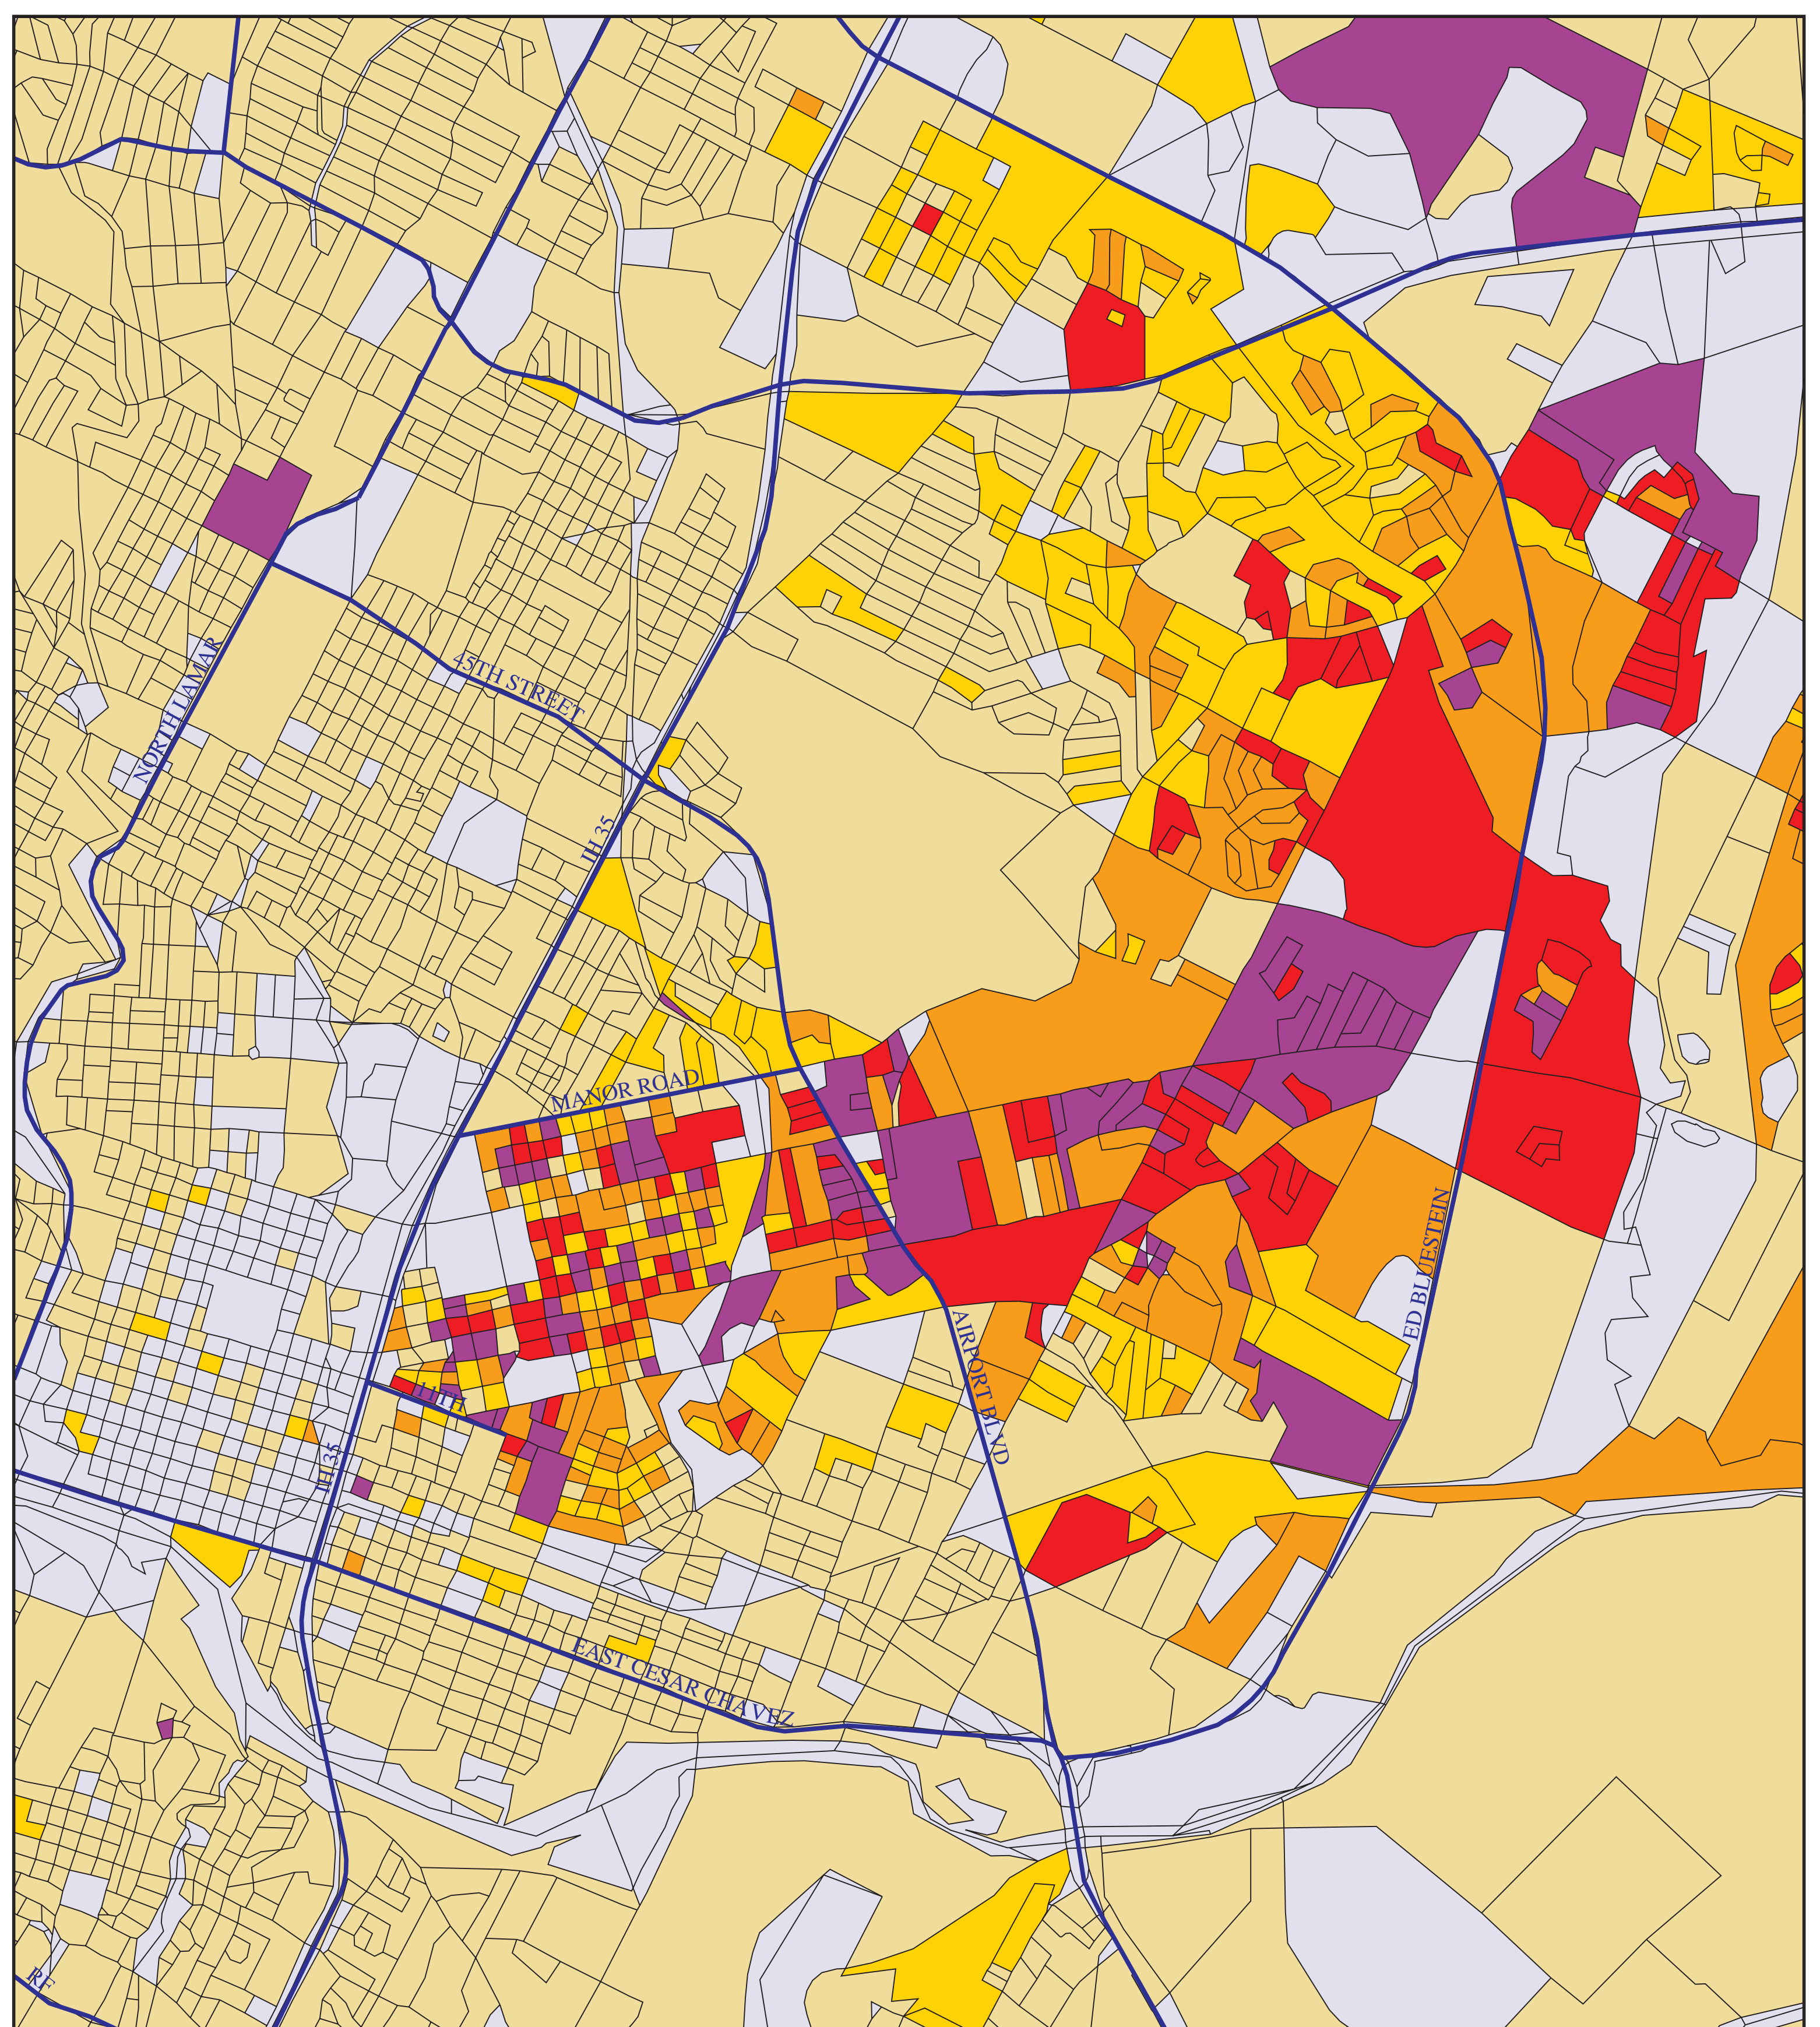 NORTH LAMAR
45TH STREET
IH 35
MANOR ROAD
ED BLUESTEIN
AIRPORT BLVD
11TH
IH 35
EAST CESAR CHAVEZ
RF